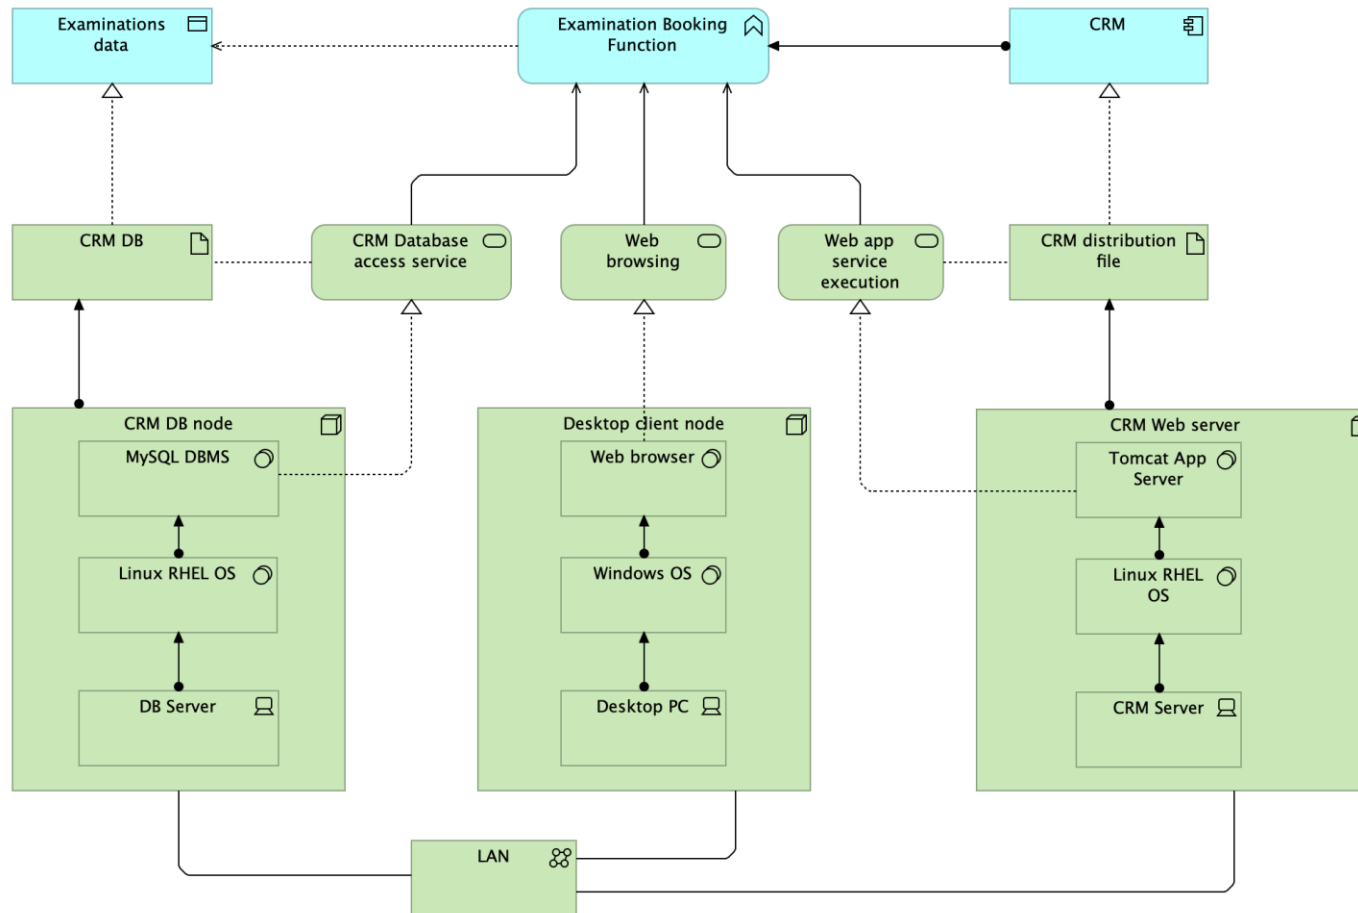 Examinations
data
Examination Booking
Function
CRM
CRM DB
CRM Database
access service
Web
browsing
Web app
service
execution
CRM distribution
file
CRM DB node
MySQL DBMS
Linux RHEL OS
DB Server
Desktop client node
Web browser
Windows OS
Desktop PC
CRM Web server
Tomcat App
Server
Linux RHEL
OS
CRM Server
LAN